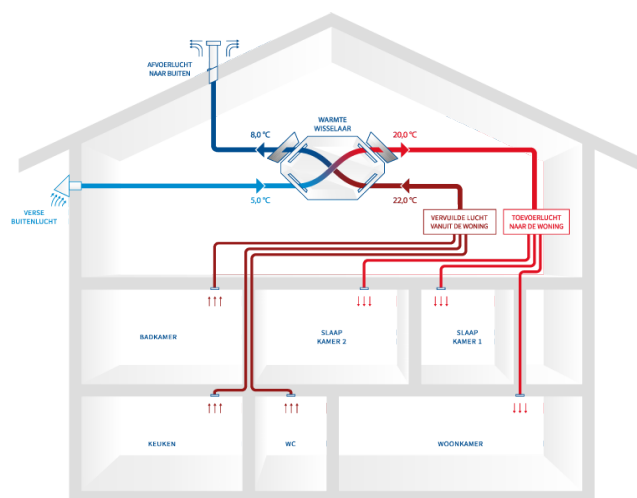 AFVOERLUCHT
NAAR BUITEN
WARMTE
WISSELAAR
8,0 °C
20,0 °C
VERSE
BUITENLUCHT
5,0 °C
22,0 °C
VERVUILDE LUCHT
VANUIT DE WONING
TOEVOERLUCHT
NAAR DE WONING
BADKAMER
SLAAP
KAMER 2
SLAAP
KAMER 1
KEUKEN
WC
WOONKAMER